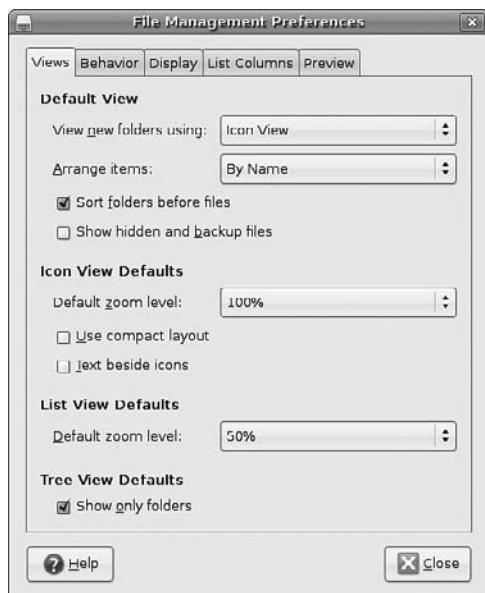 File Management Preferences
Views Behavior Display List Columns Preview
Default View
View new folders using: Icon View
Arrange items: By Name
Sort folders before files
Show hidden and backup files
Icon View Defaults
Default zoom level: 100%
Use compact layout
Text beside icons
List View Defaults
Default zoom level: 50%
Tree View Defaults
Show only folders
Help Close